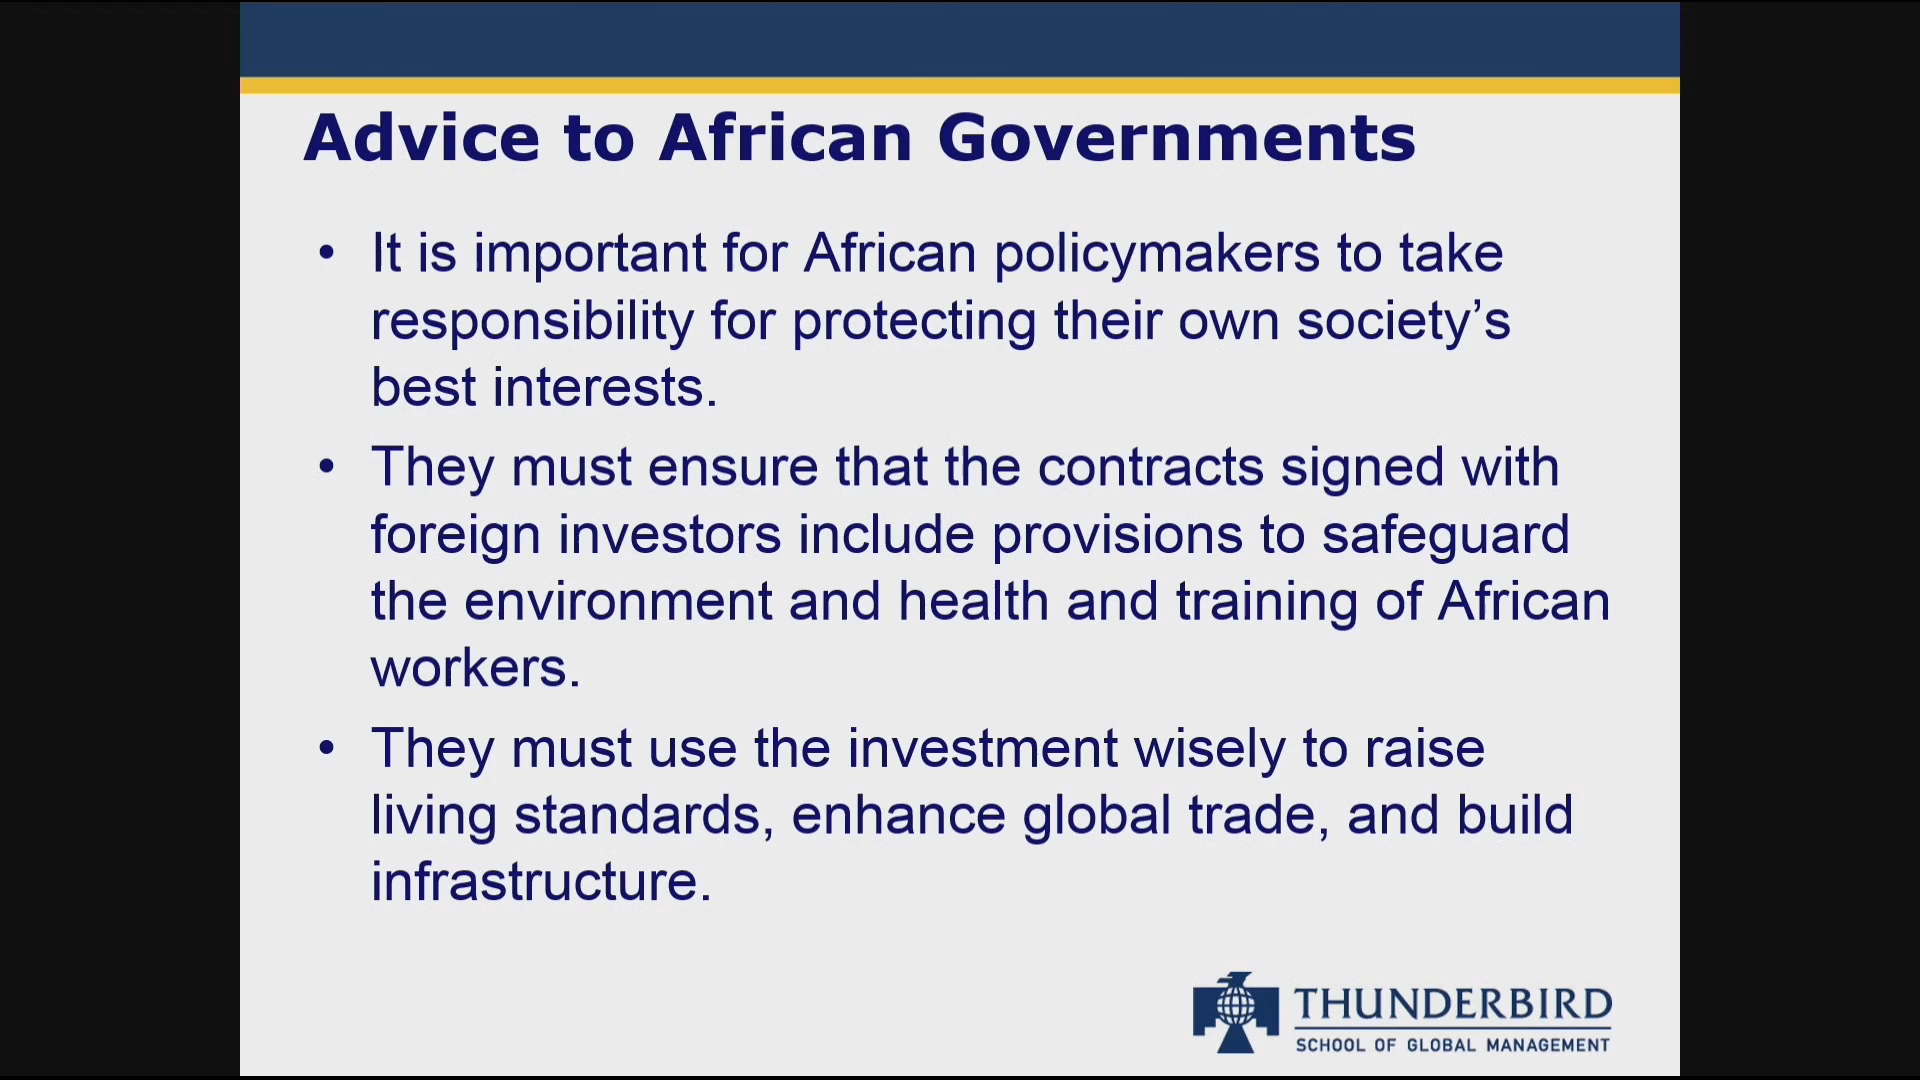 Advice to African Governments
• It is important for African policymakers to take
responsibility for protecting their own society’s
best interests.
• They must ensure that the contracts signed with
foreign investors include provisions to safeguard
the environment and health and training of African
workers.
• They must use the investment wisely to raise
living standards, enhance global trade, and build
infrastructure.
THUNDERBIRD
SCHOOL OF GLOBAL MANAGEMENT